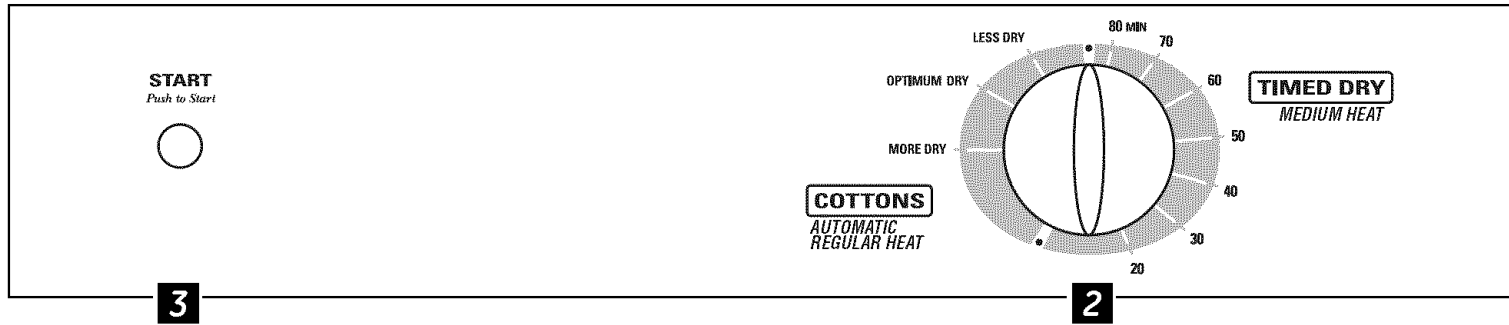 START
Push to Start
LESS DRY
OPTIMUM DRY
MORE DRY
COTTONS
AUTOMATIC
REGULAR HEAT
80 MIN
70
60
50
40
30
20
TIMED DRY
MEDIUM HEAT
3
2